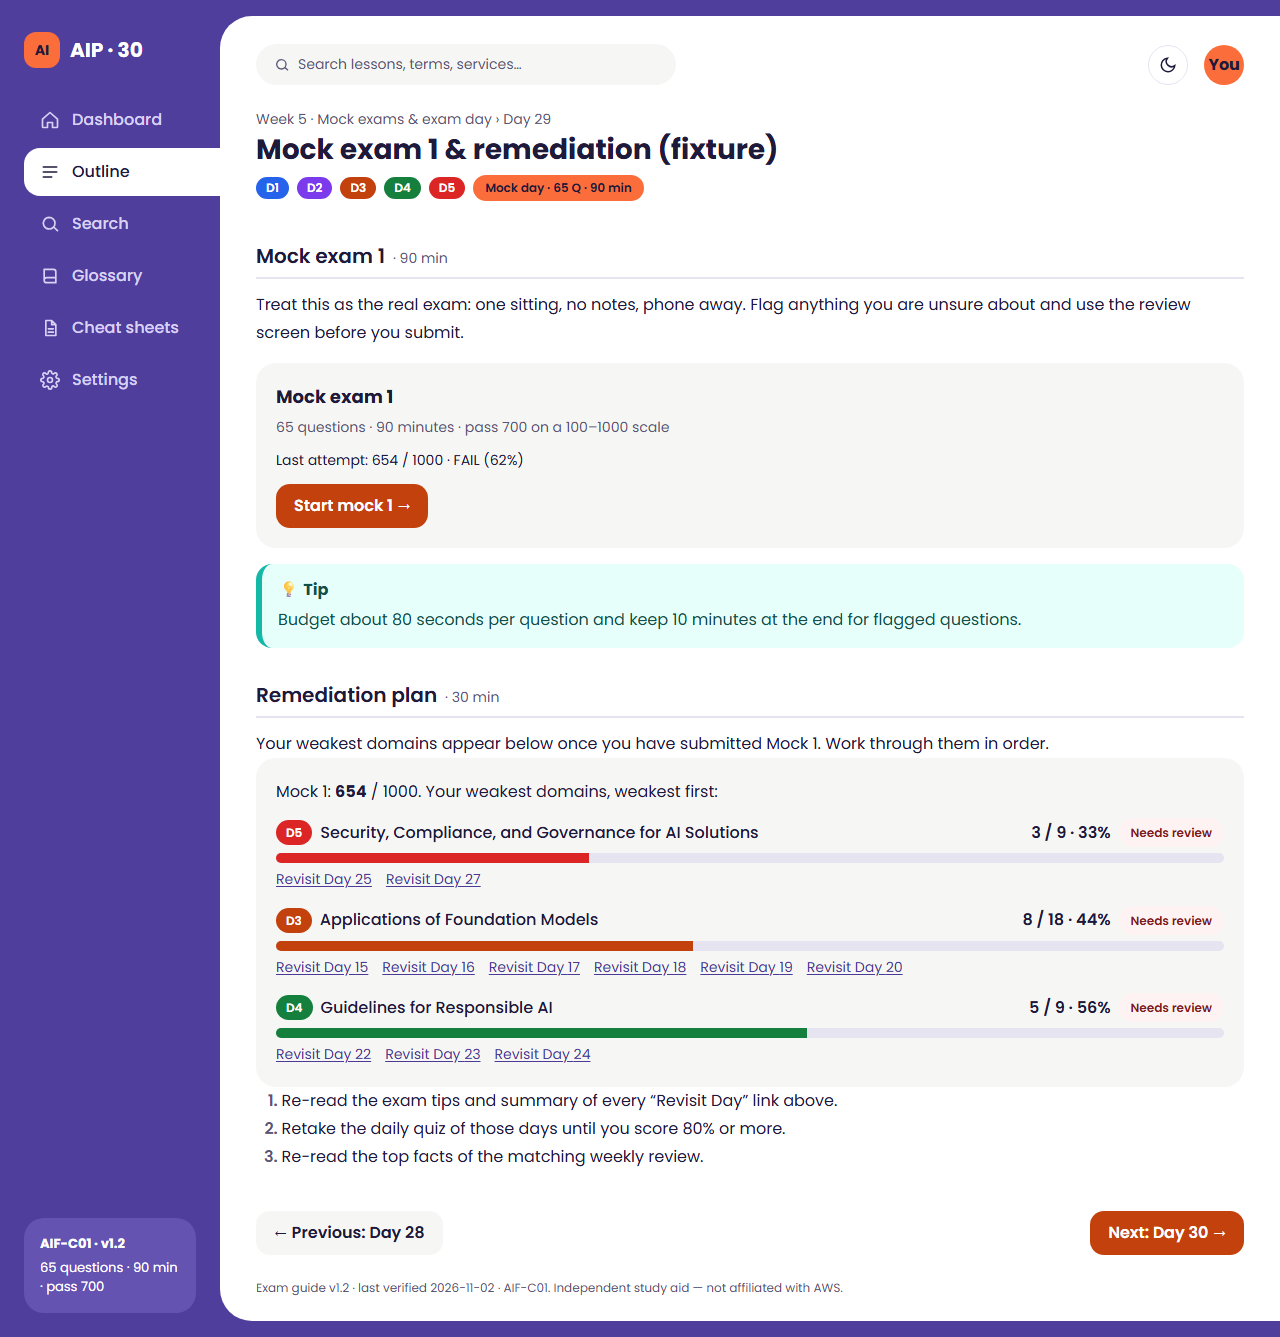 AI
AIP · 30
Dashboard
Outline
Search
Glossary
Cheat sheets
Settings
AIF-C01 · v1.2
65 questions · 90 min
· pass 700
Search lessons, terms, services…
You
Week 5 · Mock exams & exam day › Day 29
Mock exam 1 & remediation (fixture)
D1 D2 D3 D4 D5 Mock day · 65 Q · 90 min
Mock exam 1 · 90 min
Treat this as the real exam: one sitting, no notes, phone away. Flag anything you are unsure about and use the review
screen before you submit.
Mock exam 1
65 questions · 90 minutes · pass 700 on a 100–1000 scale
Last attempt: 654 / 1000 · FAIL (62%)
Start mock 1 →
💡 Tip
Budget about 80 seconds per question and keep 10 minutes at the end for flagged questions.
Remediation plan · 30 min
Your weakest domains appear below once you have submitted Mock 1. Work through them in order.
Mock 1: 654 / 1000. Your weakest domains, weakest first:
D5 Security, Compliance, and Governance for AI Solutions 3 / 9 · 33% Needs review
Revisit Day 25 Revisit Day 27
D3 Applications of Foundation Models 8 / 18 · 44% Needs review
Revisit Day 15 Revisit Day 16 Revisit Day 17 Revisit Day 18 Revisit Day 19 Revisit Day 20
D4 Guidelines for Responsible AI 5 / 9 · 56% Needs review
Revisit Day 22 Revisit Day 23 Revisit Day 24
1. Re-read the exam tips and summary of every “Revisit Day” link above.
2. Retake the daily quiz of those days until you score 80% or more.
3. Re-read the top facts of the matching weekly review.
← Previous: Day 28
Next: Day 30 →
Exam guide v1.2 · last verified 2026-11-02 · AIF-C01. Independent study aid — not affiliated with AWS.